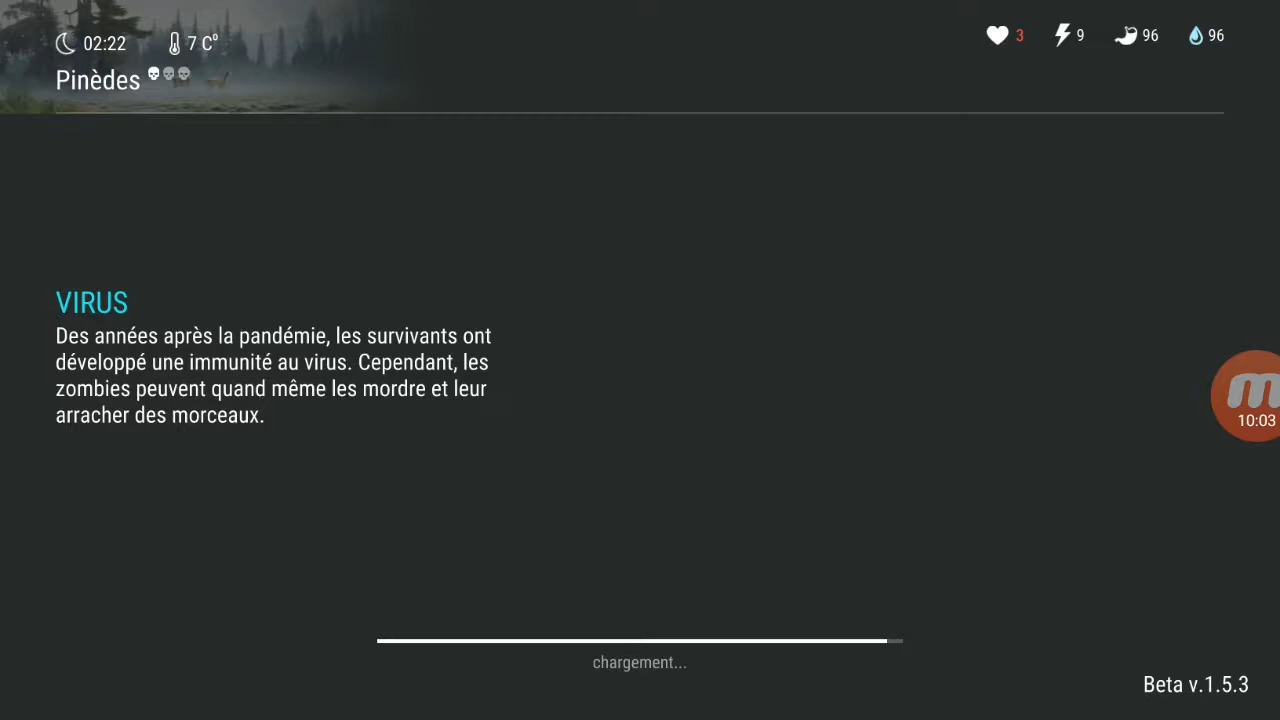 02:22 7 C⁰
3 9 96 96
Pinèdes
VIRUS
Des années après la pandémie, les survivants ont
développé une immunité au virus. Cependant, les
zombies peuvent quand même les mordre et leur
arracher des morceaux.
m
10:03
chargement...
Beta v.1.5.3